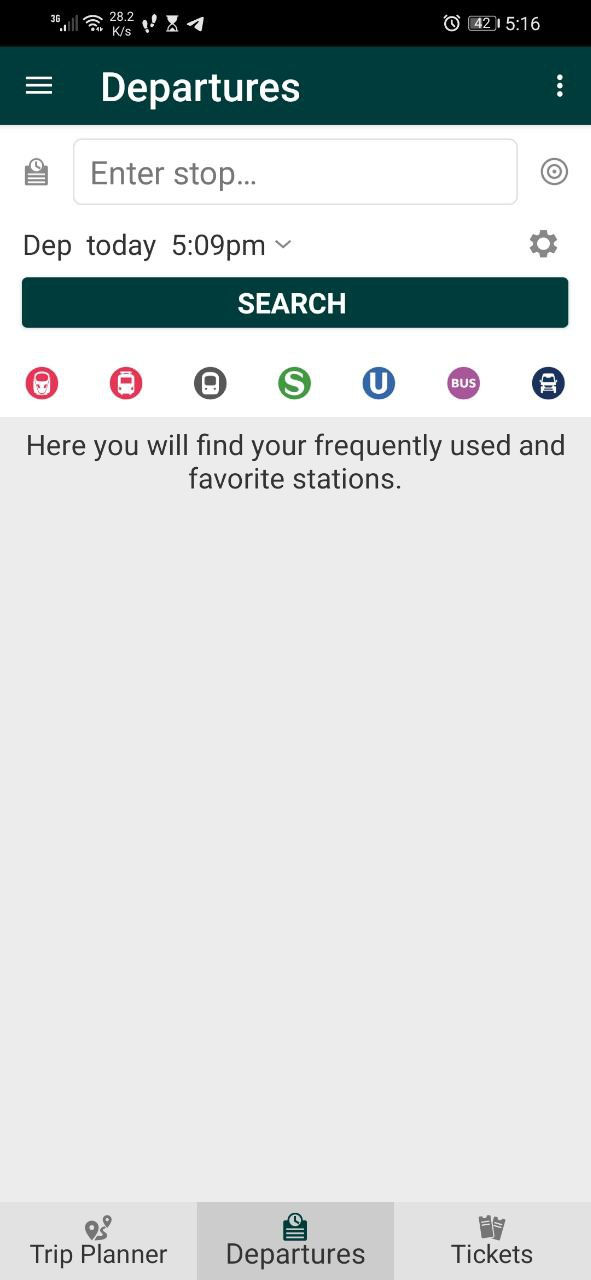 3G 28.2 K/s 42 5:16
Departures
Enter stop...
Dep today 5:09pm
SEARCH
S U BUS
Here you will find your frequently used and
favorite stations.
Trip Planner Departures Tickets